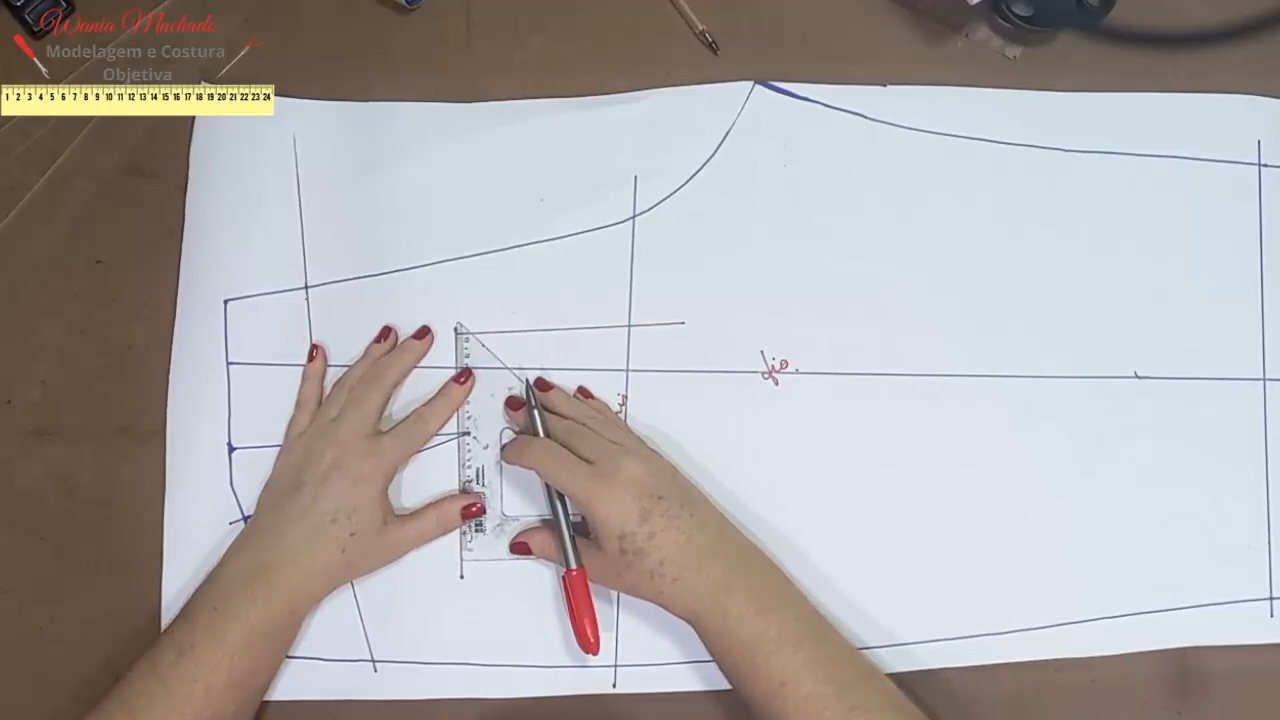 Wania Machado
Modelagem e Costura
Objetiva
1 2 3 4 5 6 7 8 9 10 11 12 13 14 15 16 17 18 19 20 21 22 23 24
fio.